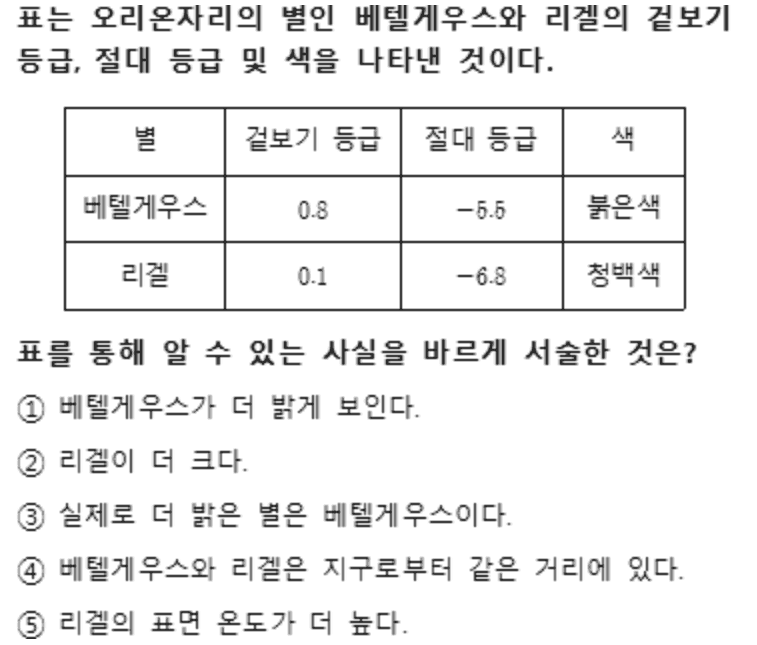 표는 오리온자리의 별인 베텔게우스와 리겔의 겉보기
등급, 절대 등급 및 색을 나타낸 것이다.
별 겉보기 등급 절대 등급 색
베텔게우스 0.8 −5.5 붉은색
리겔 0.1 −6.8 청백색
표를 통해 알 수 있는 사실을 바르게 서술한 것은?
① 베텔게우스가 더 밝게 보인다.
② 리겔이 더 크다.
③ 실제로 더 밝은 별은 베텔게우스이다.
④ 베텔게우스와 리겔은 지구로부터 같은 거리에 있다.
⑤ 리겔의 표면 온도가 더 높다.